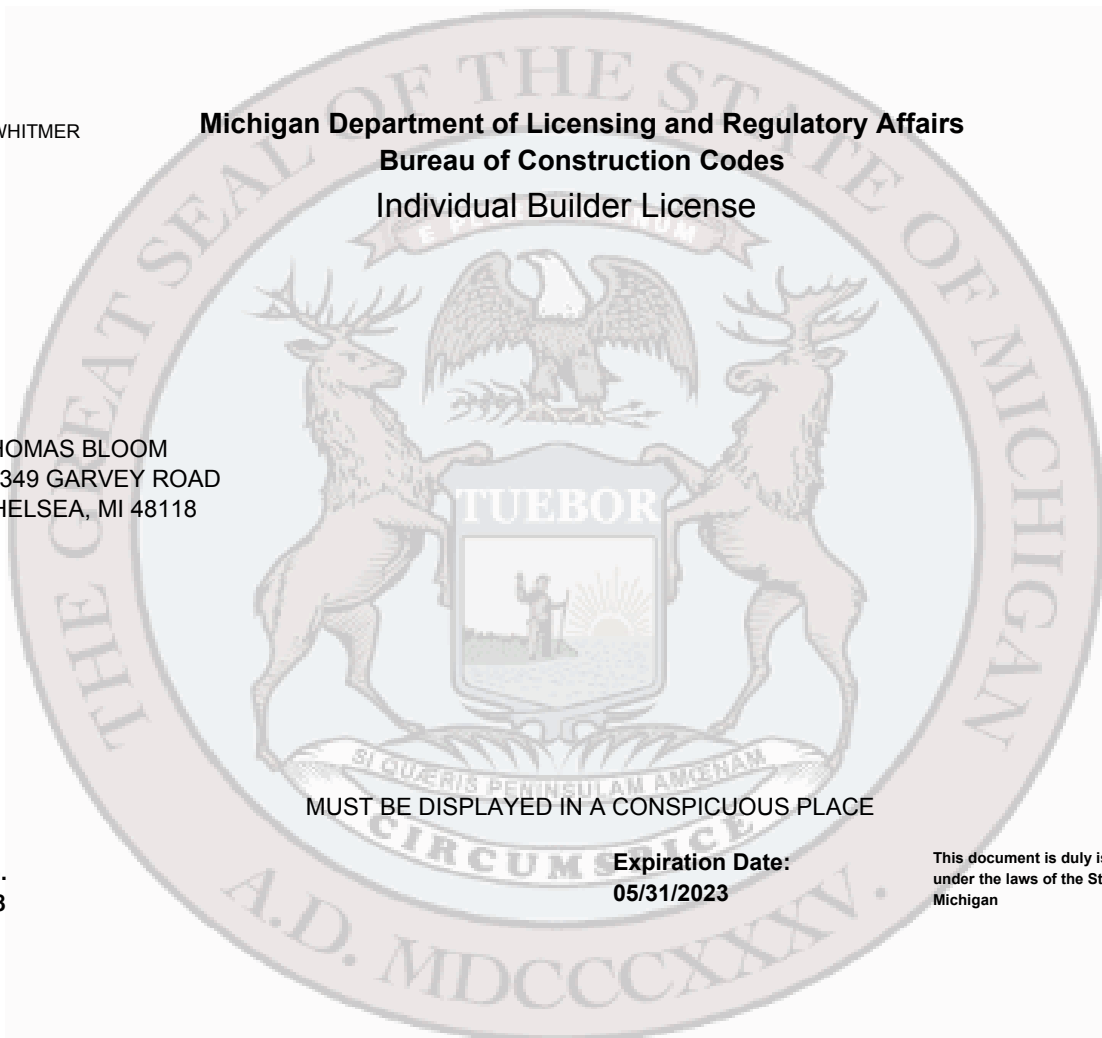 WHITMER
Michigan Department of Licensing and Regulatory Affairs
Bureau of Construction Codes
Individual Builder License
THE GREAT SEAL OF THE STATE OF MICHIGAN
E PLURIBUS UNUM
HOMAS BLOOM
349 GARVEY ROAD
HELSEA, MI 48118
TUEBOR
SI QUÆRIS PENINSULAM AMŒNAM
MUST BE DISPLAYED IN A CONSPICUOUS PLACE
CIRCUMSPICE
Expiration Date:
05/31/2023
This document is duly is
under the laws of the St
Michigan
.
3
A.D. MDCCCXXXV.